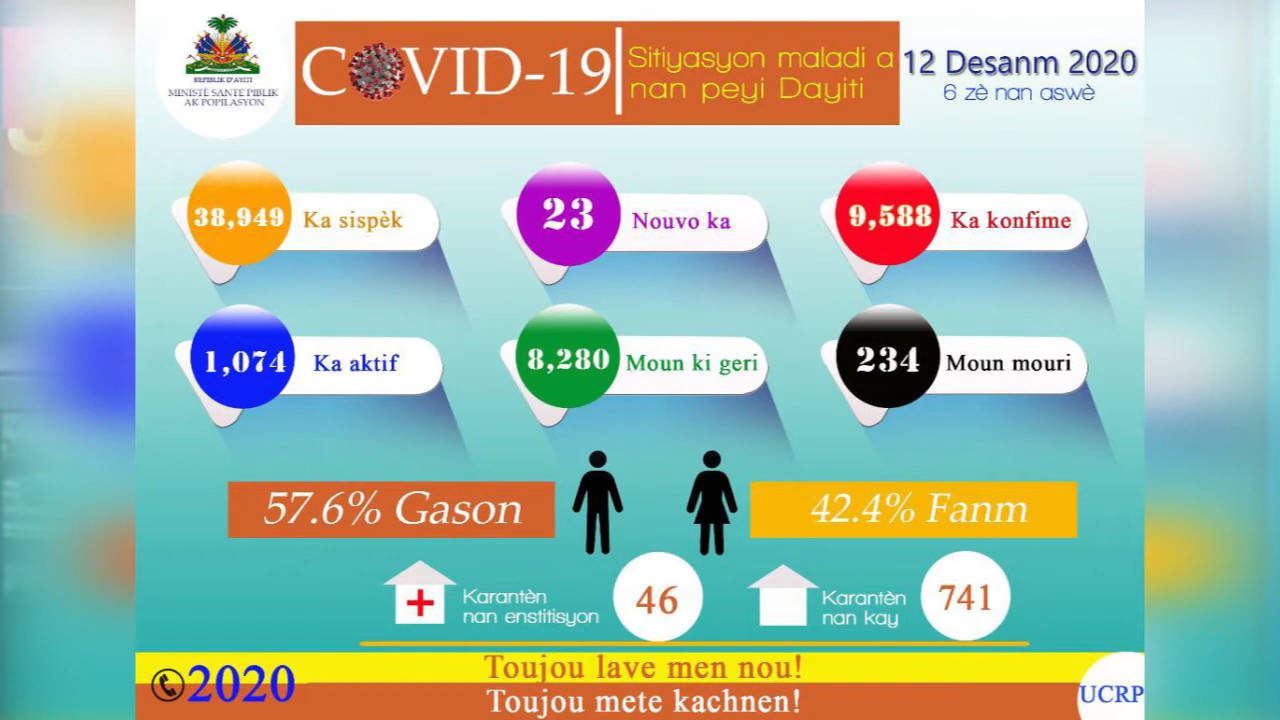 REPIBLIK D'AYITI
MINISTÈ SANTE PIBLIK
AK POPILASYON
COVID-19
Sitiyasyon maladi a
nan peyi Dayiti
12 Desanm 2020
6 zè nan aswè
38,949 Ka sispèk
23 Nouvo ka
9,588 Ka konfime
1,074 Ka aktif
8,280 Moun ki geri
234 Moun mouri
57.6% Gason
42.4% Fanm
Karantèn
nan enstitisyon
46
Karantèn
nan kay
741
2020
Toujou lave men nou!
Toujou mete kachnen!
UCRP